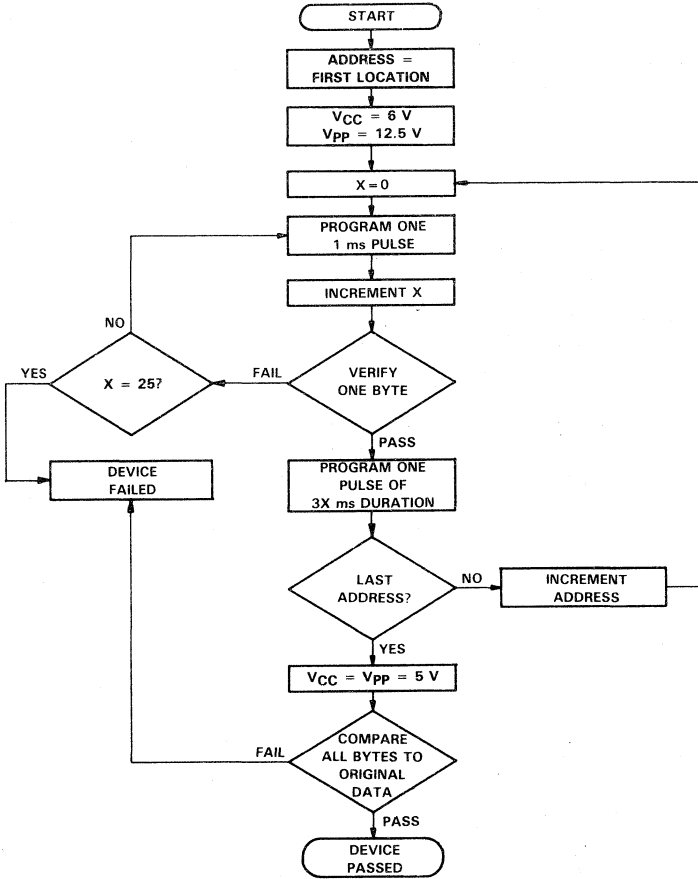 START
ADDRESS =
FIRST LOCATION
VCC = 6 V
VPP = 12.5 V
X = 0
PROGRAM ONE
1 ms PULSE
INCREMENT X
NO
YES
X = 25?
FAIL
VERIFY
ONE BYTE
PASS
DEVICE
FAILED
PROGRAM ONE
PULSE OF
3X ms DURATION
LAST
ADDRESS?
NO
INCREMENT
ADDRESS
YES
VCC = VPP = 5 V
FAIL
COMPARE
ALL BYTES TO
ORIGINAL
DATA
PASS
DEVICE
PASSED